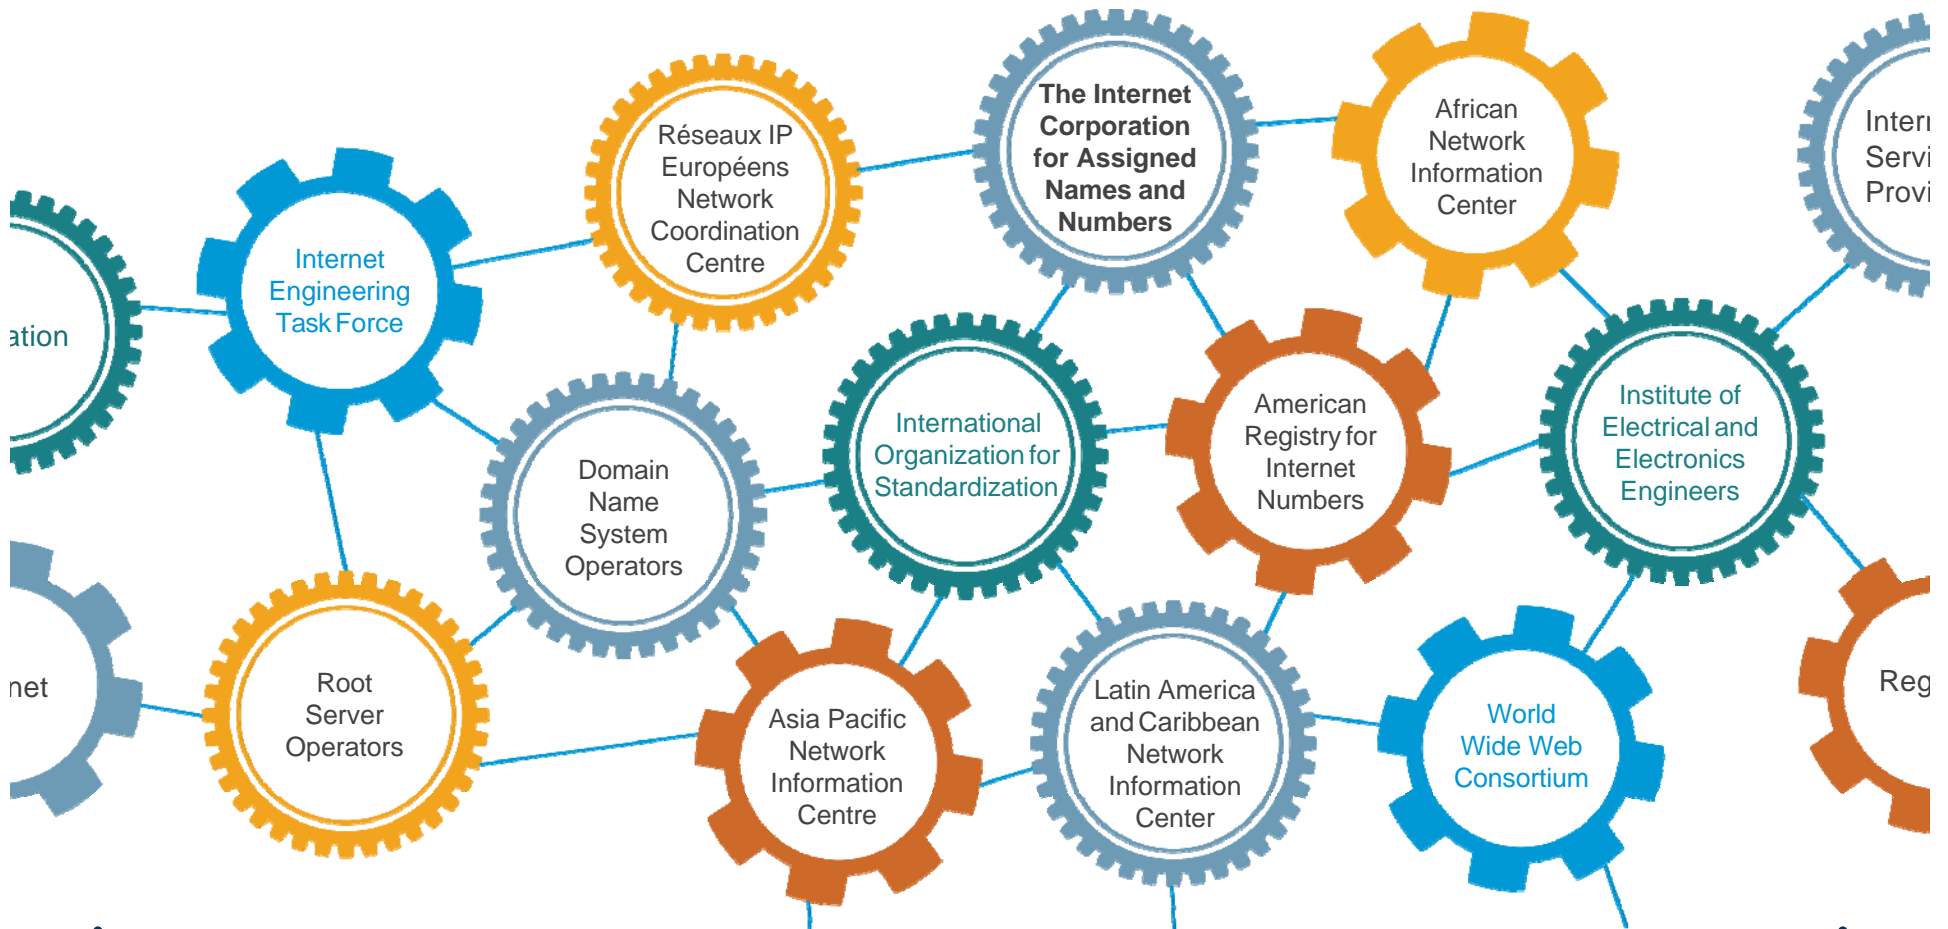 The Internet
Corporation
for Assigned
Names and
Numbers
African
Network
Information
Center
Réseaux IP
Européens
Network
Coordination
Centre
Internet
Engineering
Task Force
ation
International
Organization for
Standardization
American
Registry for
Internet
Numbers
Institute of
Electrical and
Electronics
Engineers
Domain
Name
System
Operators
net
Root
Server
Operators
Asia Pacific
Network
Information
Centre
Latin America
and Caribbean
Network
Information
Center
World
Wide Web
Consortium
Reg
Servi
Provi